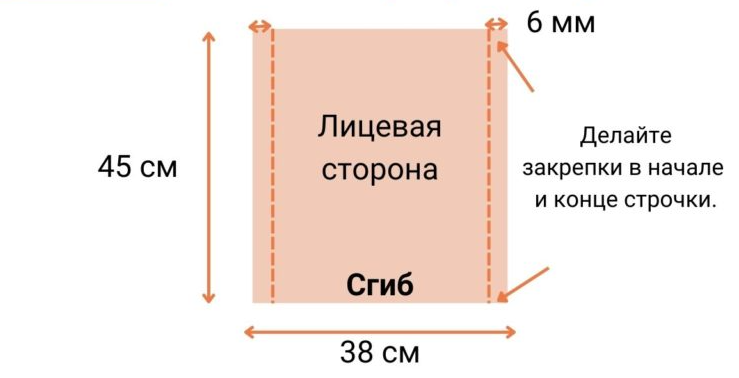 6 мм
Лицевая
сторона
45 см
Делайте
закрепки в начале
и конце строчки.
Сгиб
38 см